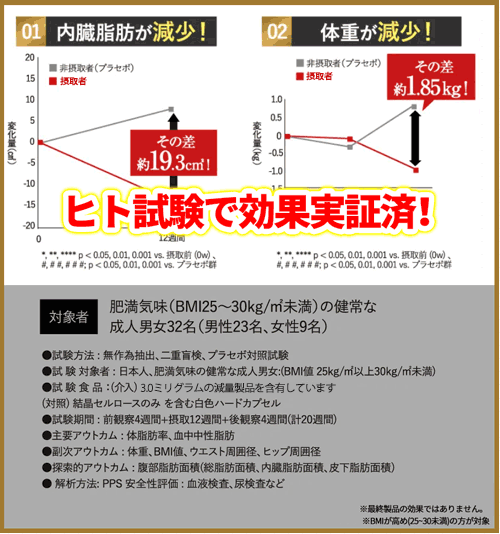 01 内臓脂肪が減少！
02 体重が減少！
20
15
10
5
0
-5
-10
-15
-20
変化量(㎠)
非摂取者(プラセボ)
摂取者
その差
約19.3㎠!
0
12週間
*, **, **** p < 0.05, 0.01, 0.001 vs. 摂取前 (0w) 、
#, # #, # # #; p < 0.05, 0.01, 0.001 vs. プラセボ群
非摂取者(プラセボ)
摂取者
その差
約1.85kg!
1.0
0.5
0
-0.5
-1.0
変化量(kg)
*, **, **** p < 0.05, 0.01, 0.001 vs. 摂取前 (0w) 、
#, # #, # # #; p < 0.05, 0.01, 0.001 vs. プラセボ群
ヒト試験で効果実証済！
対象者
肥満気味(BMI25〜30kg/㎡未満)の健常な
成人男女32名(男性23名、女性9名)
●試験方法 : 無作為抽出、二重盲検、プラセボ対照試験
●試 験 対象者 : 日本人、肥満気味の健常な成人男女:(BMI値 25kg/㎡以上30kg/㎡未満)
●試 験 食 品 : (介入) 3.0ミリグラムの減量製品を含有しています
(対照) 結晶セルロースのみ を含む白色ハードカプセル
●試験期間 : 前観察4週間+摂取12週間+後観察4週間(計20週間)
●主要アウトカム : 体脂肪率、血中中性脂肪
●副次アウトカム : 体重、BMI値、ウエスト周囲径、ヒップ周囲径
●探索的アウトカム : 腹部脂肪面積(総脂肪面積、内臓脂肪面積、皮下脂肪面積)
● 解析方法: PPS 安全性評価 : 血液検査、尿検査など
※最終製品の効果ではありません。
※BMIが高め(25~30未満)の方が対象